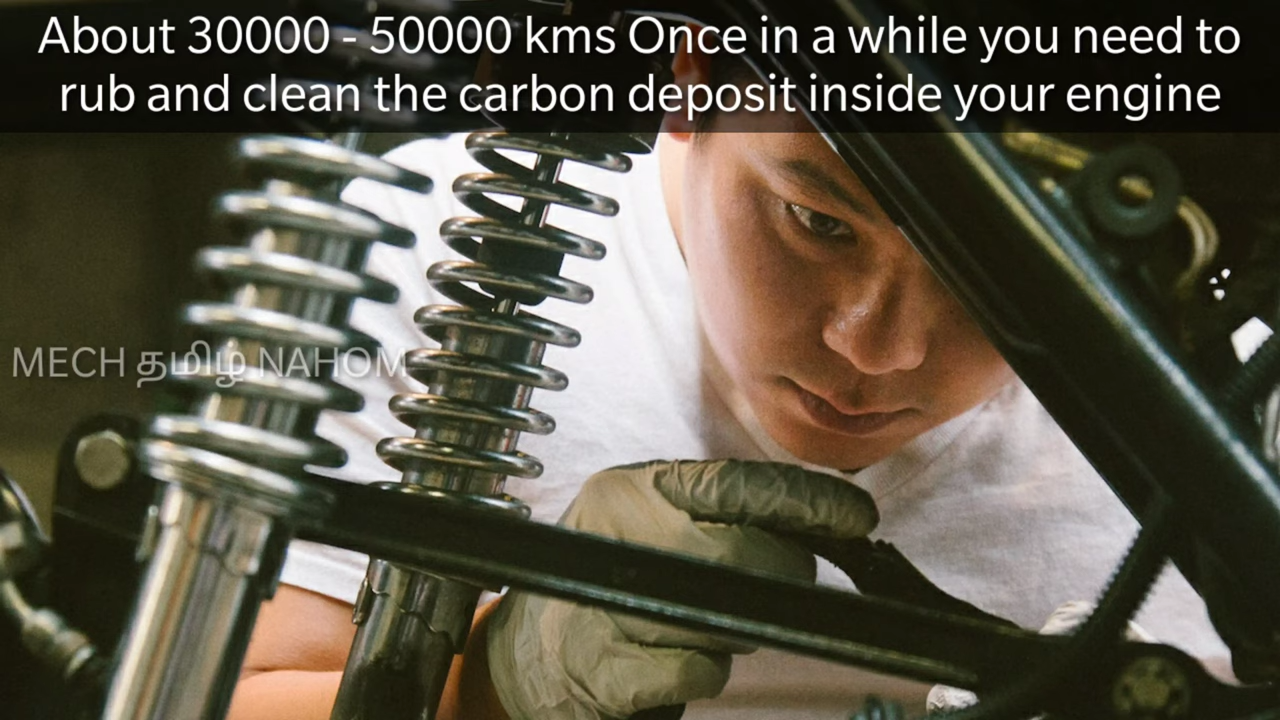 About 30000 - 50000 kms Once in a while you need to
rub and clean the carbon deposit inside your engine
MECH தமிழ் NAHOM